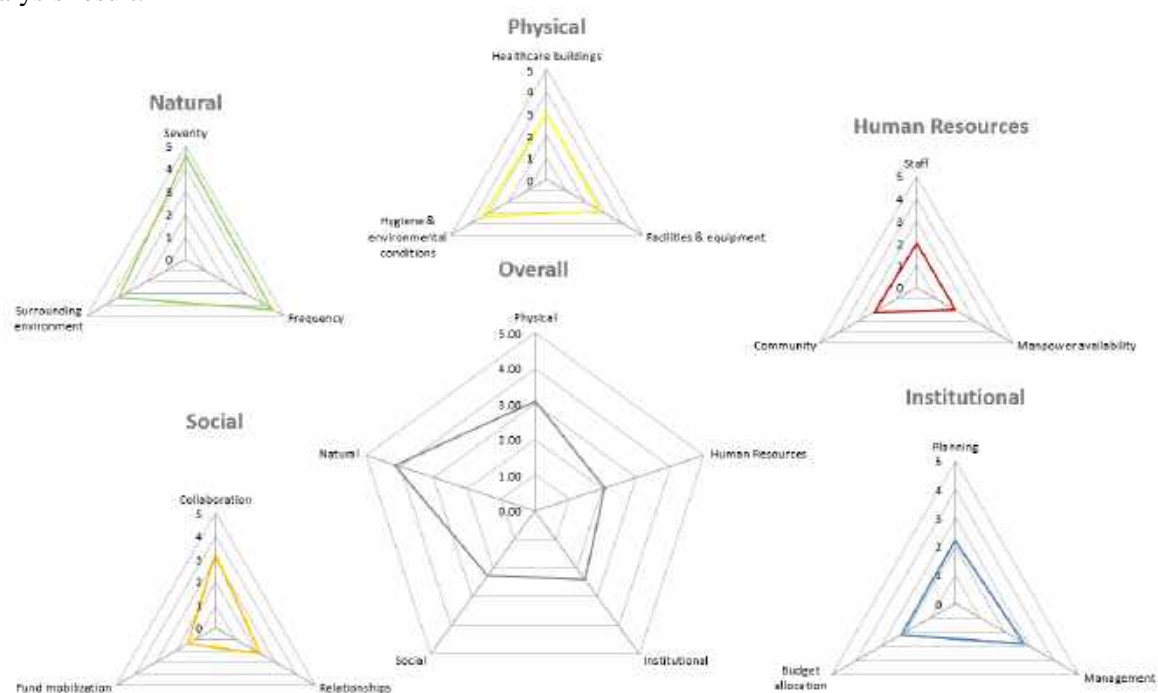 Physical
Healthcare buildings
5
4
3
2
1
0
Hygiene &
environmental
conditions
Facilities & equipment
Natural
Severity
5
4
3
2
1
0
Surrounding
environment
Frequency
Human Resources
Staff
5
4
3
2
1
0
Community
Manpower availability
Overall
Physical
5.00
4.00
3.00
2.00
1.00
0.00
Natural
Human Resources
Social
Institutional
Social
Collaboration
5
4
3
2
1
0
Fund mobilization
Relationships
Institutional
Planning
5
4
3
2
1
0
Budget
allocation
Management